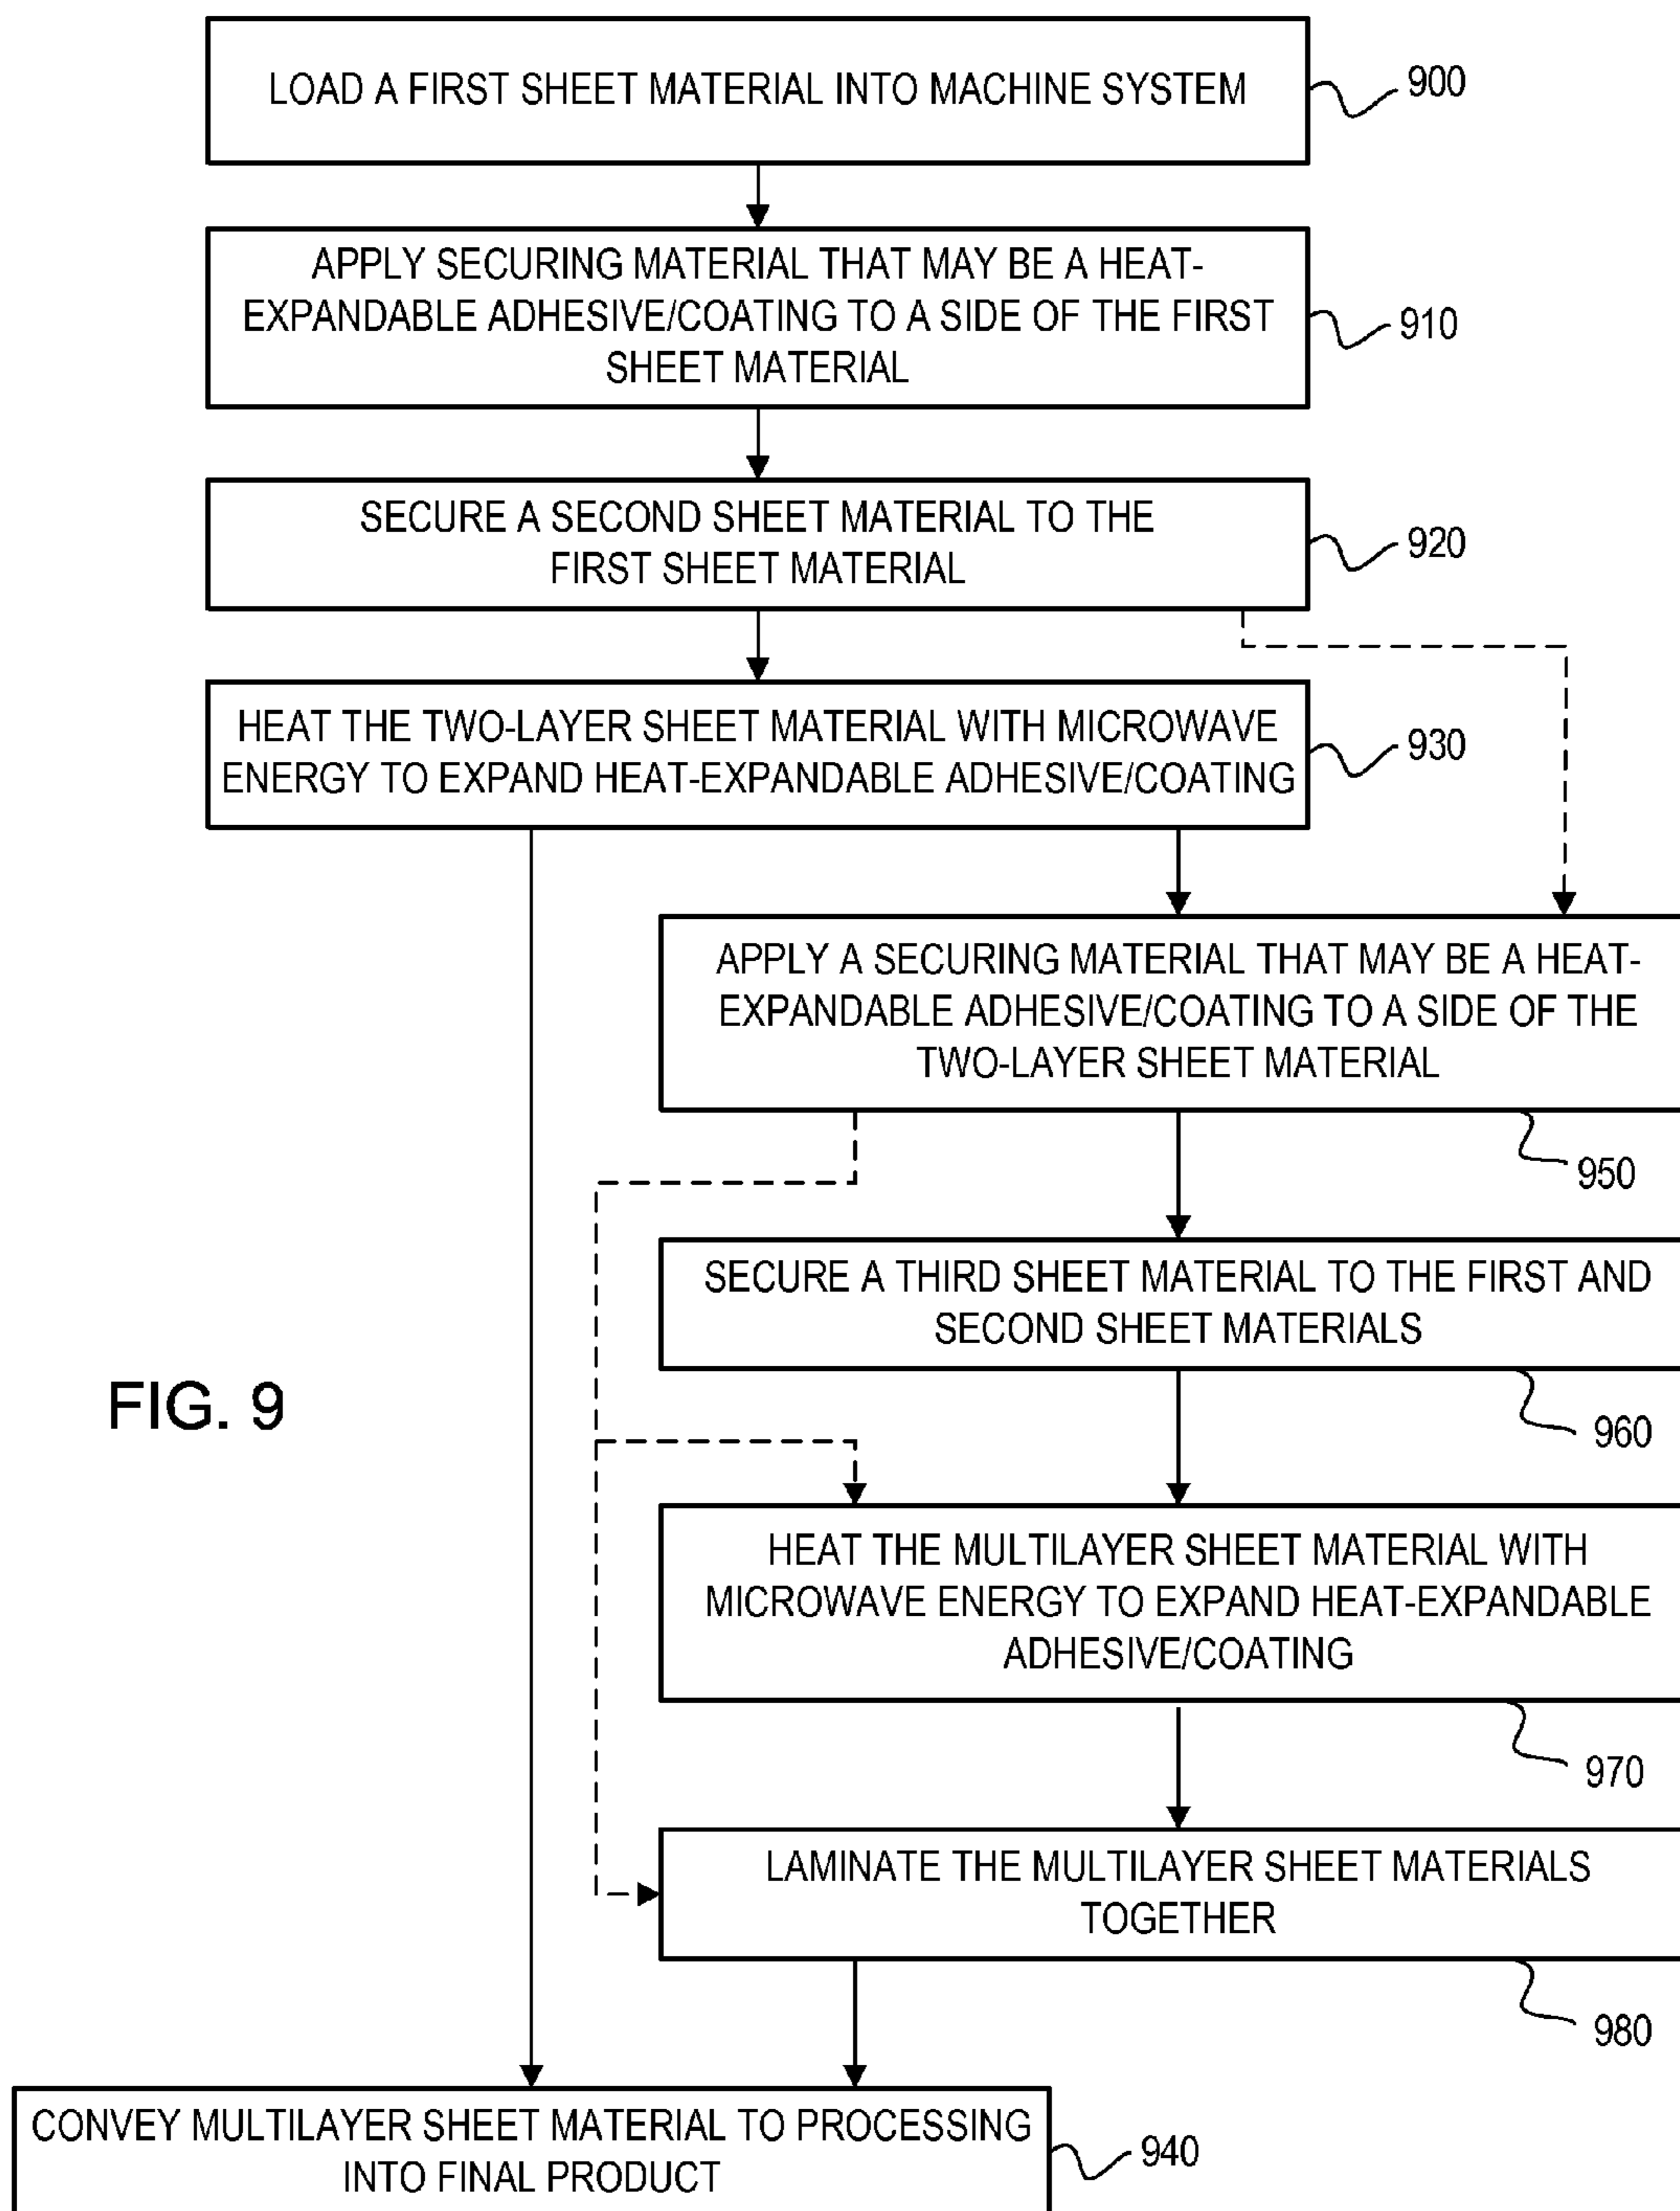 LOAD A FIRST SHEET MATERIAL INTO MACHINE SYSTEM
900
APPLY SECURING MATERIAL THAT MAY BE A HEAT-
EXPANDABLE ADHESIVE/COATING TO A SIDE OF THE FIRST
SHEET MATERIAL
910
SECURE A SECOND SHEET MATERIAL TO THE
FIRST SHEET MATERIAL
920
HEAT THE TWO-LAYER SHEET MATERIAL WITH MICROWAVE
ENERGY TO EXPAND HEAT-EXPANDABLE ADHESIVE/COATING
930
APPLY A SECURING MATERIAL THAT MAY BE A HEAT-
EXPANDABLE ADHESIVE/COATING TO A SIDE OF THE
TWO-LAYER SHEET MATERIAL
950
SECURE A THIRD SHEET MATERIAL TO THE FIRST AND
SECOND SHEET MATERIALS
960
FIG. 9
HEAT THE MULTILAYER SHEET MATERIAL WITH
MICROWAVE ENERGY TO EXPAND HEAT-EXPANDABLE
ADHESIVE/COATING
970
LAMINATE THE MULTILAYER SHEET MATERIALS
TOGETHER
980
CONVEY MULTILAYER SHEET MATERIAL TO PROCESSING
INTO FINAL PRODUCT
940